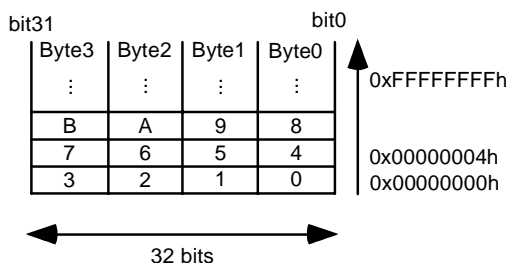 bit31 bit0
Byte3 Byte2 Byte1 Byte0
⋮ ⋮ ⋮ ⋮ 0xFFFFFFFFh
B A 9 8
7 6 5 4 0x00000004h
3 2 1 0 0x00000000h
32 bits